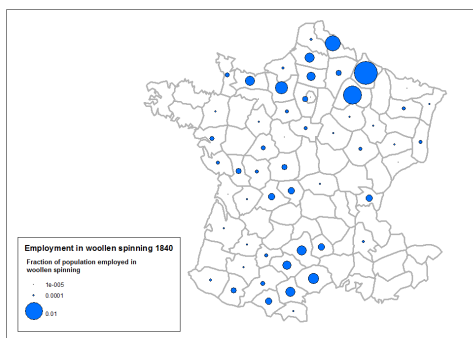 Employment in woollen spinning 1840
Fraction of population employed in
woollen spinning
1e-005
0.0001
0.01